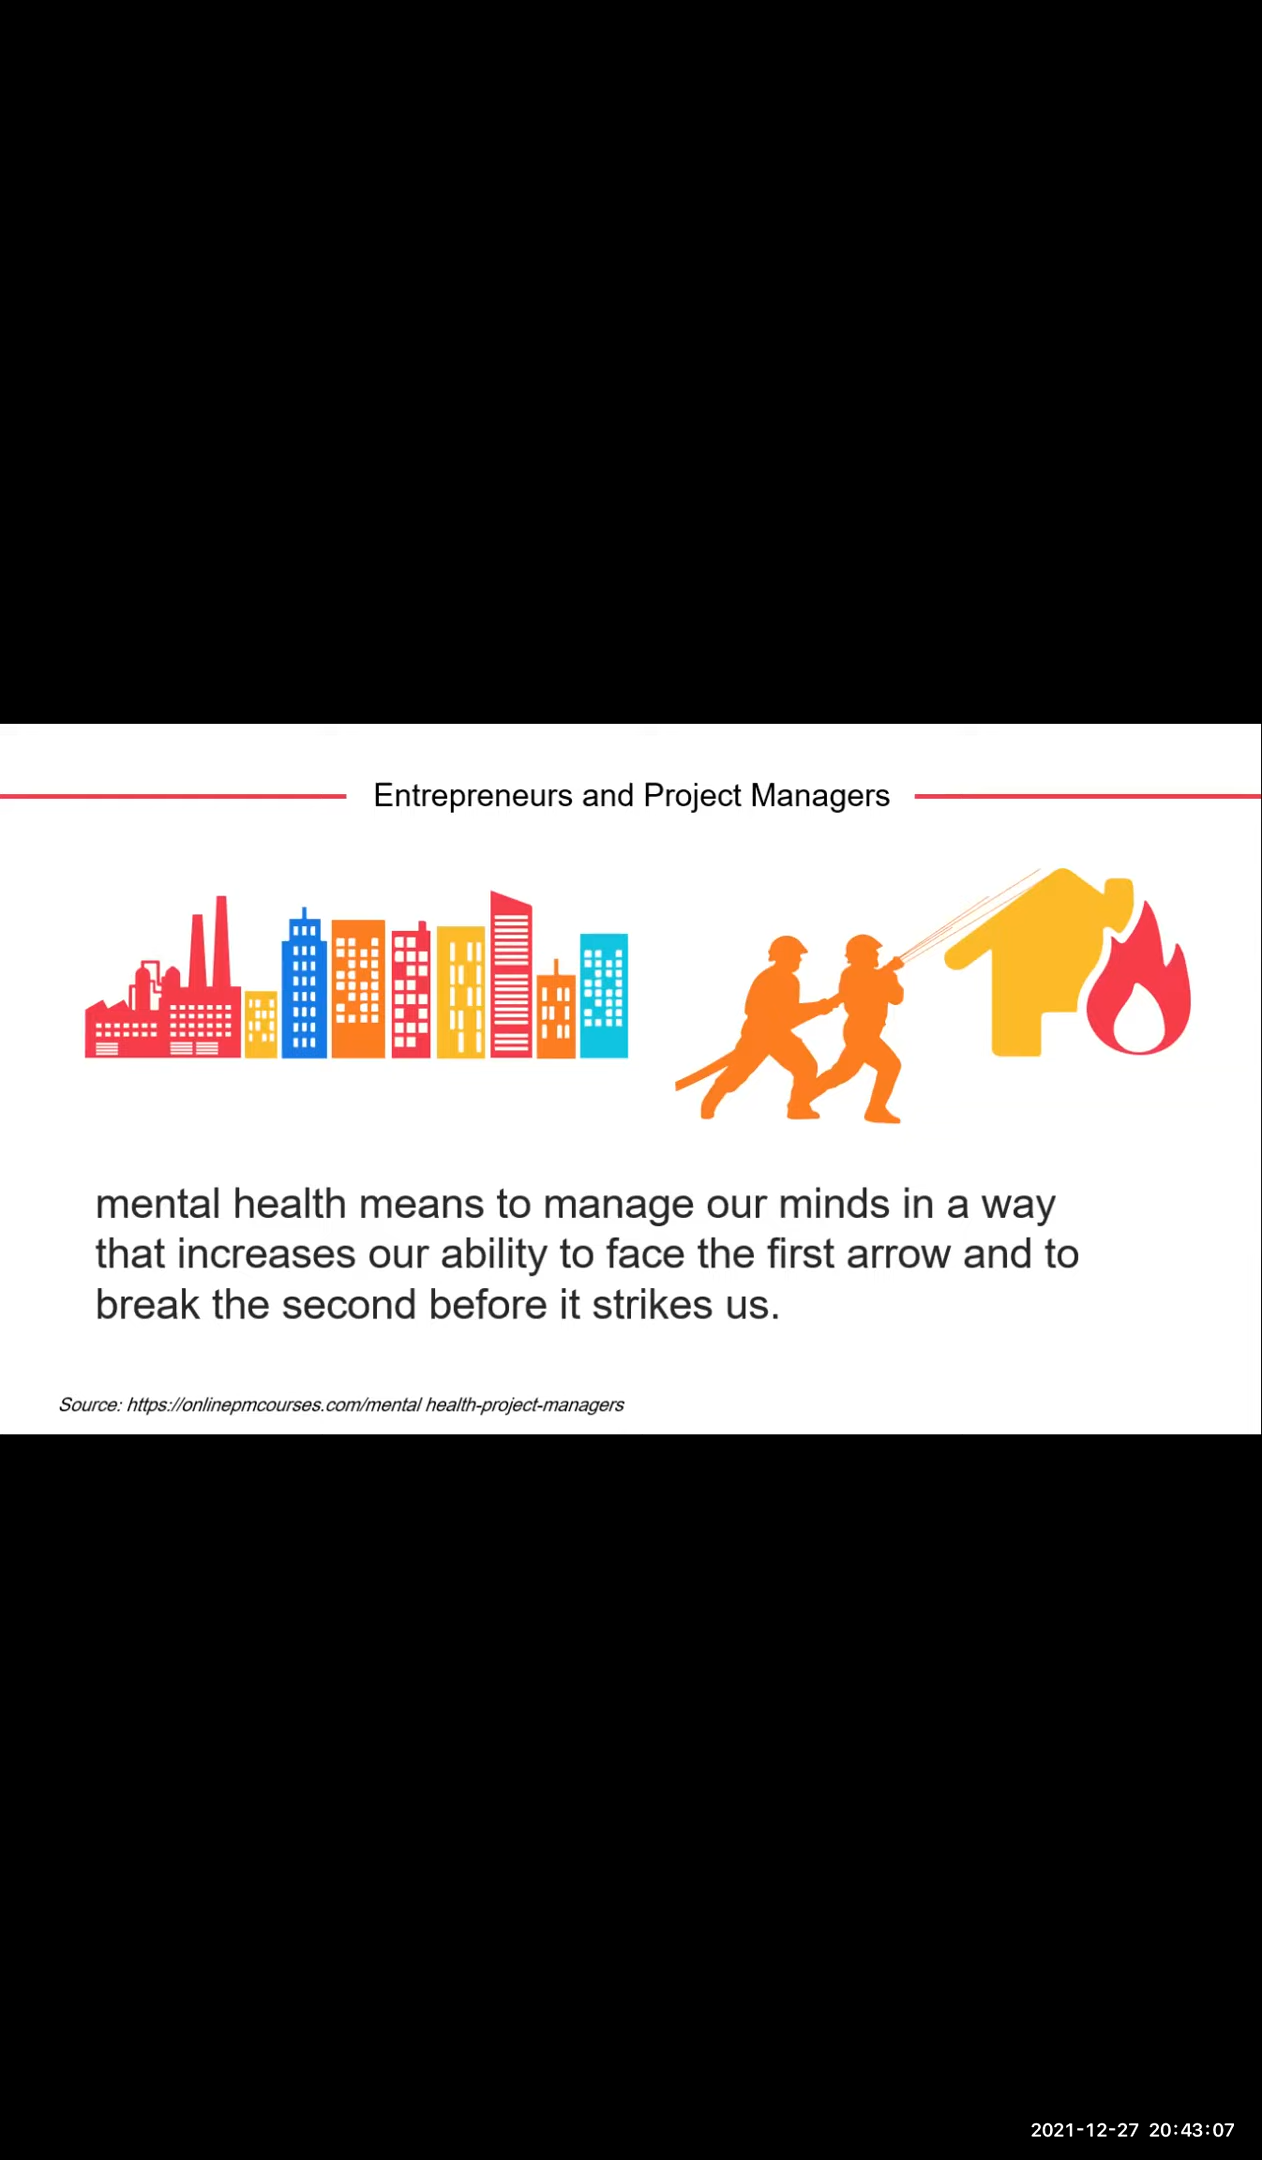 Entrepreneurs and Project Managers
mental health means to manage our minds in a way
that increases our ability to face the first arrow and to
break the second before it strikes us.
Source: https://onlinepmcourses.com/mental health-project-managers
2021-12-27 20:43:07